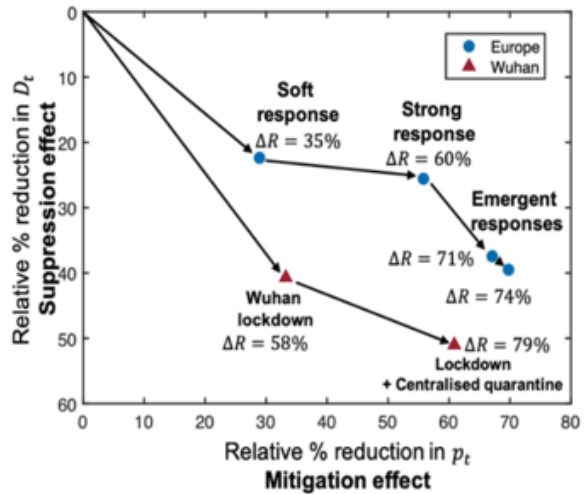 0
10
20
30
40
50
60
Relative % reduction in Dₜ
Suppression effect
Europe
Wuhan
Soft
response
ΔR = 35%
Strong
response
ΔR = 60%
Emergent
responses
ΔR = 71%
ΔR = 74%
Wuhan
lockdown
ΔR = 58%
ΔR = 79%
Lockdown
+ Centralised quarantine
0 10 20 30 40 50 60 70 80
Relative % reduction in pₜ
Mitigation effect